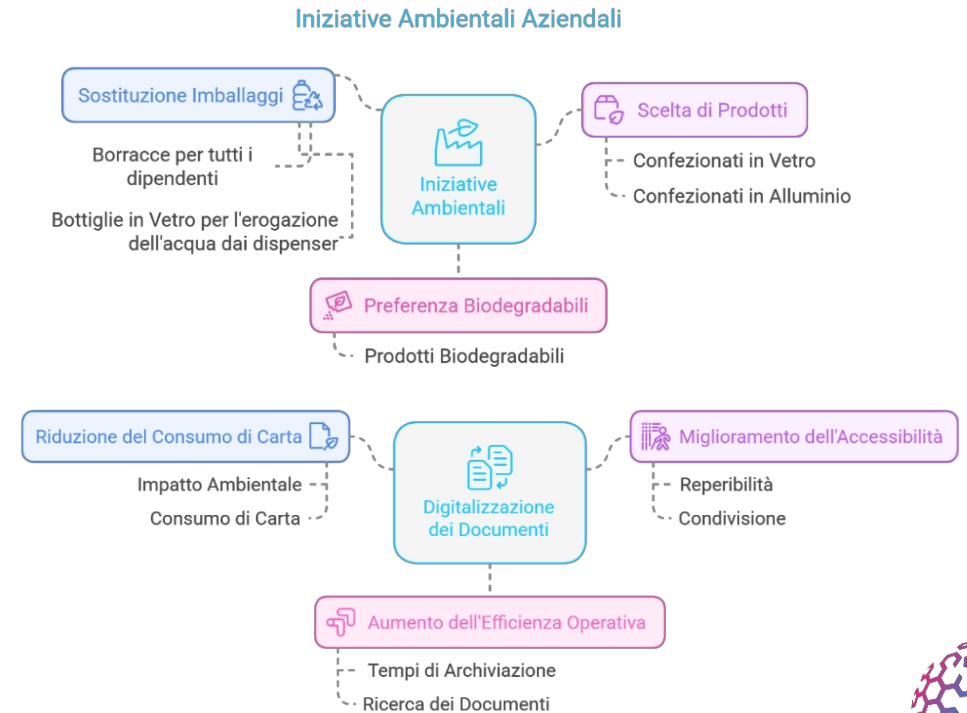 Iniziative Ambientali Aziendali
Sostituzione Imballaggi
Borracce per tutti i
dipendenti
Bottiglie in Vetro per l'erogazione
dell'acqua dai dispenser
Iniziative
Ambientali
Scelta di Prodotti
Confezionati in Vetro
Confezionati in Alluminio
Preferenza Biodegradabili
Prodotti Biodegradabili
Riduzione del Consumo di Carta
Impatto Ambientale
Consumo di Carta
Digitalizzazione
dei Documenti
Miglioramento dell'Accessibilità
Reperibilità
Condivisione
Aumento dell'Efficienza Operativa
Tempi di Archiviazione
Ricerca dei Documenti